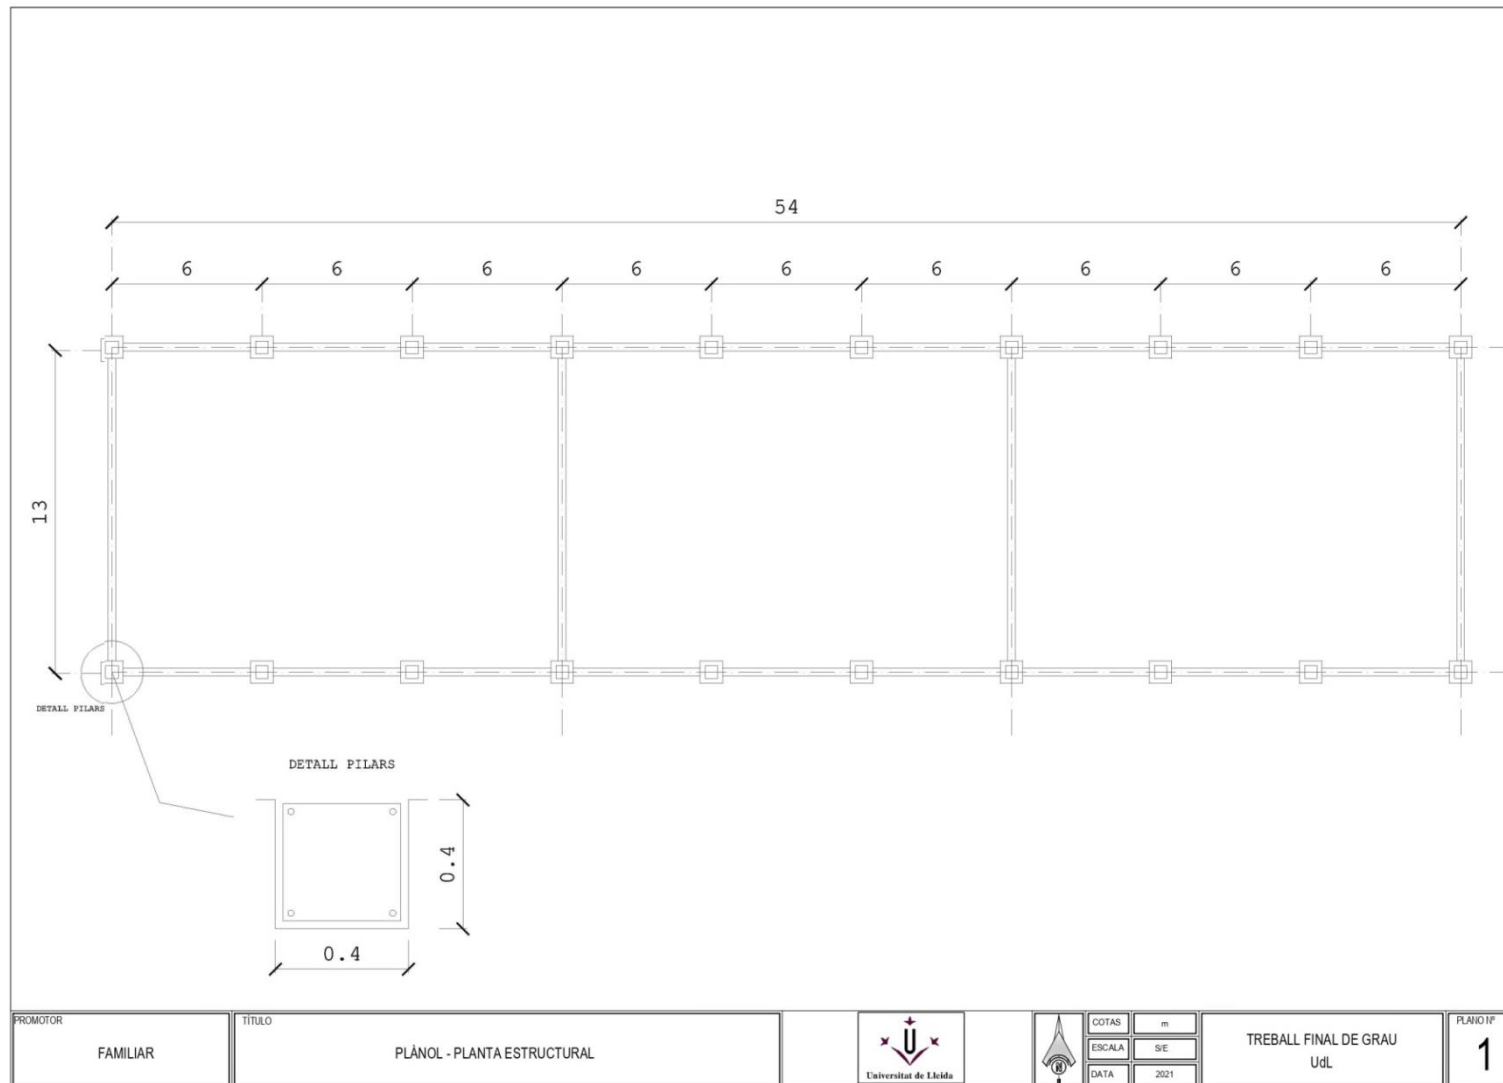 54
6 6 6 6 6 6 6 6 6
13
DETALL PILARS
DETALL PILARS
0.4
0.4
PROMOTOR
FAMILIAR
TÍTULO
PLÀNOL - PLANTA ESTRUCTURAL
U
Universitat de Lleida
N
COTAS m
ESCALA S/E
DATA 2021
TREBALL FINAL DE GRAU
UdL
PLANO Nº
1